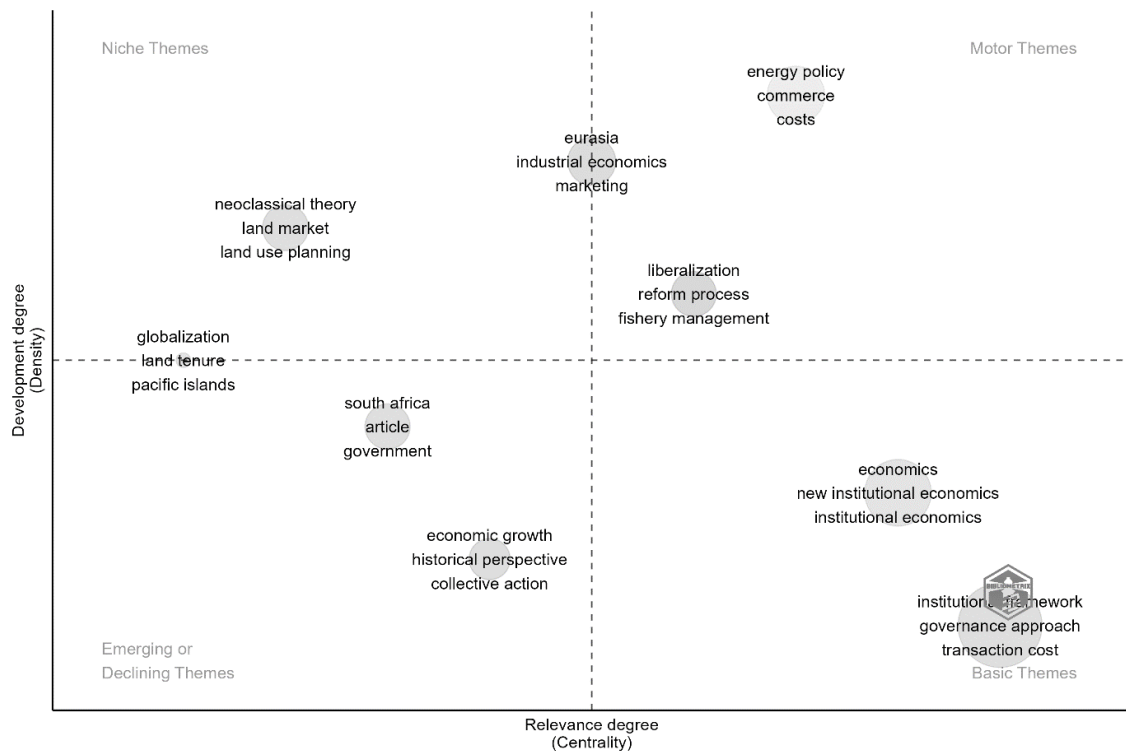 Niche Themes
Motor Themes
energy policy
commerce
costs
eurasia
industrial economics
marketing
neoclassical theory
land market
land use planning
liberalization
reform process
fishery management
globalization
land tenure
pacific islands
south africa
article
government
economics
new institutional economics
institutional economics
economic growth
historical perspective
collective action
BIBLIOMETRIX
institutional framework
governance approach
transaction cost
Emerging or
Declining Themes
Basic Themes
Development degree
(Density)
Relevance degree
(Centrality)